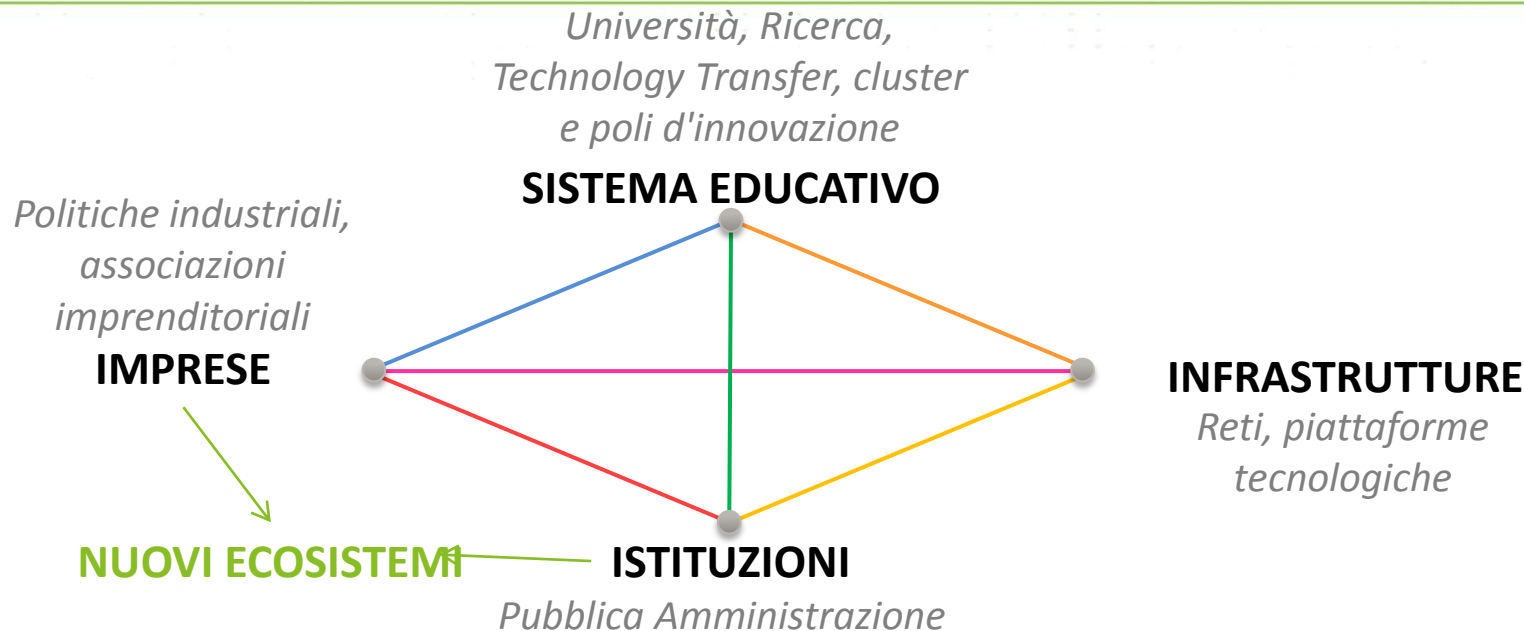 Università, Ricerca,
Technology Transfer, cluster
e poli d'innovazione
SISTEMA EDUCATIVO
Politiche industriali,
associazioni
imprenditoriali
IMPRESE
INFRASTRUTTURE
Reti, piattaforme
tecnologiche
NUOVI ECOSISTEMI
ISTITUZIONI
Pubblica Amministrazione